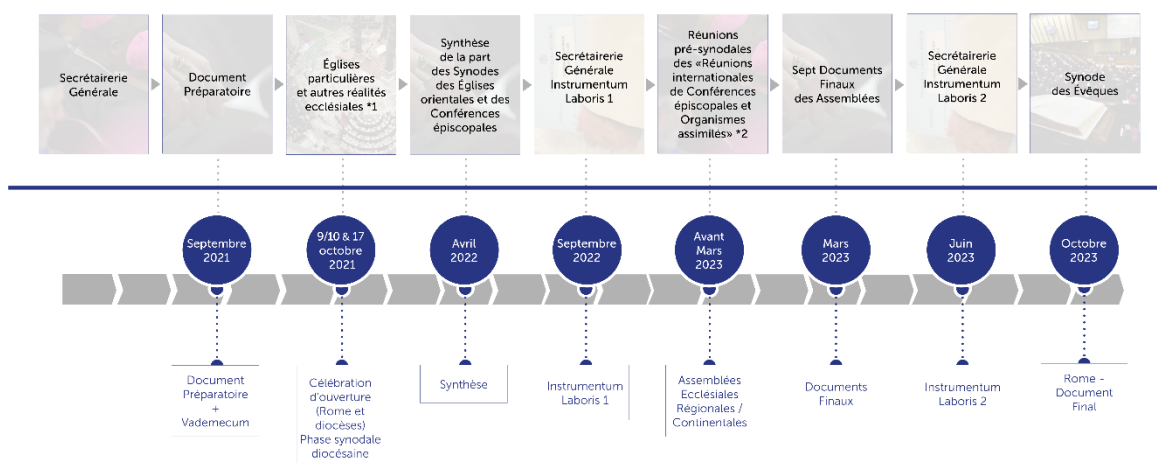 Secrétairerie
Générale
Document
Préparatoire
Églises
particulières
et autres réalités
ecclésiales *1
Synthèse
de la part
des Synodes
des Églises
orientales et des
Conférences
épiscopales
Secrétairerie
Générale
Instrumentum
Laboris 1
Réunions
pré-synodales
des «Réunions
internationales
de Conférences
épiscopales et
Organismes
assimilés» *2
Sept Documents
Finaux
des Assemblées
Secrétairerie
Générale
Instrumentum
Laboris 2
Synode
des Évêques
Septembre
2021
9/10 & 17
octobre
2021
Avril
2022
Septembre
2022
Avant
Mars
2023
Mars
2023
Juin
2023
Octobre
2023
Document
Préparatoire
+
Vademecum
Célébration
d'ouverture
(Rome et
diocèses)
Phase synodale
diocésaine
Synthèse
Instrumentum
Laboris 1
Assemblées
Ecclésiales
Régionales /
Continentales
Documents
Finaux
Instrumentum
Laboris 2
Rome -
Document
Final